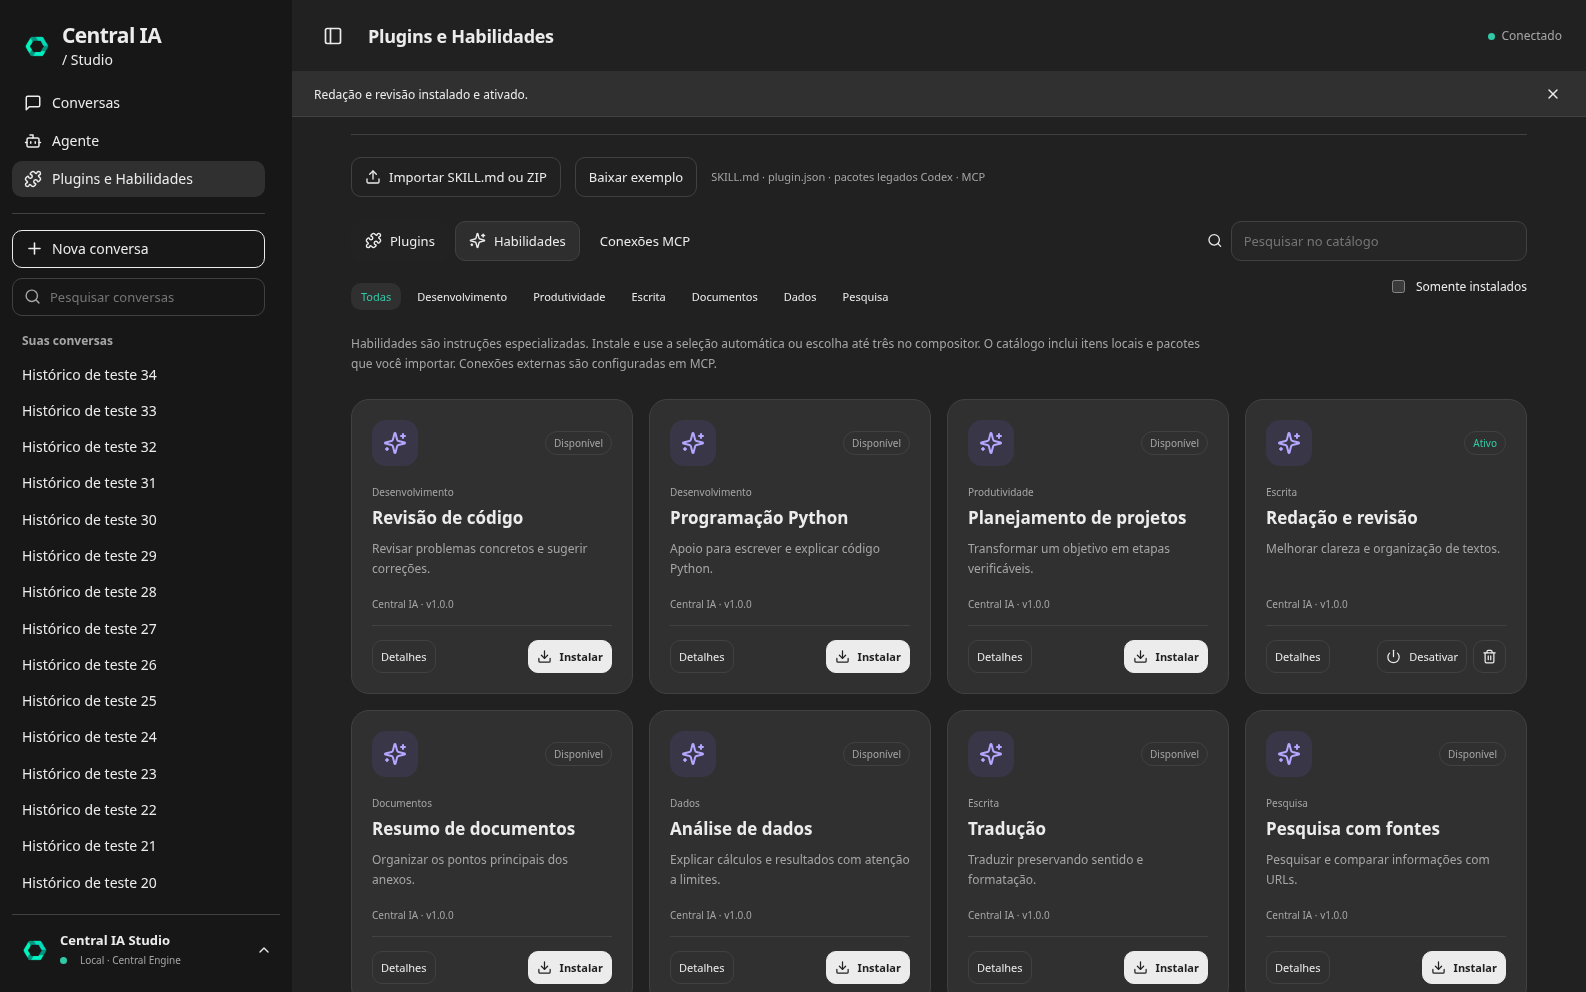 Central IA
/ Studio
Conversas
Agente
Plugins e Habilidades
Nova conversa
Pesquisar conversas
Suas conversas
Histórico de teste 34
Histórico de teste 33
Histórico de teste 32
Histórico de teste 31
Histórico de teste 30
Histórico de teste 29
Histórico de teste 28
Histórico de teste 27
Histórico de teste 26
Histórico de teste 25
Histórico de teste 24
Histórico de teste 23
Histórico de teste 22
Histórico de teste 21
Histórico de teste 20
Central IA Studio
Local · Central Engine
Plugins e Habilidades
Conectado
Redação e revisão instalado e ativado.
Importar SKILL.md ou ZIP
Baixar exemplo
SKILL.md · plugin.json · pacotes legados Codex · MCP
Plugins
Habilidades
Conexões MCP
Pesquisar no catálogo
Todas
Desenvolvimento
Produtividade
Escrita
Documentos
Dados
Pesquisa
Somente instalados
Habilidades são instruções especializadas. Instale e use a seleção automática ou escolha até três no compositor. O catálogo inclui itens locais e pacotes
que você importar. Conexões externas são configuradas em MCP.
Disponível
Desenvolvimento
Revisão de código
Revisar problemas concretos e sugerir
correções.
Central IA · v1.0.0
Detalhes
Instalar
Disponível
Desenvolvimento
Programação Python
Apoio para escrever e explicar código
Python.
Central IA · v1.0.0
Detalhes
Instalar
Disponível
Produtividade
Planejamento de projetos
Transformar um objetivo em etapas
verificáveis.
Central IA · v1.0.0
Detalhes
Instalar
Ativo
Escrita
Redação e revisão
Melhorar clareza e organização de textos.
Central IA · v1.0.0
Detalhes
Desativar
Disponível
Documentos
Resumo de documentos
Organizar os pontos principais dos
anexos.
Central IA · v1.0.0
Detalhes
Instalar
Disponível
Dados
Análise de dados
Explicar cálculos e resultados com atenção
a limites.
Central IA · v1.0.0
Detalhes
Instalar
Disponível
Escrita
Tradução
Traduzir preservando sentido e
formatação.
Central IA · v1.0.0
Detalhes
Instalar
Disponível
Pesquisa
Pesquisa com fontes
Pesquisar e comparar informações com
URLs.
Central IA · v1.0.0
Detalhes
Instalar